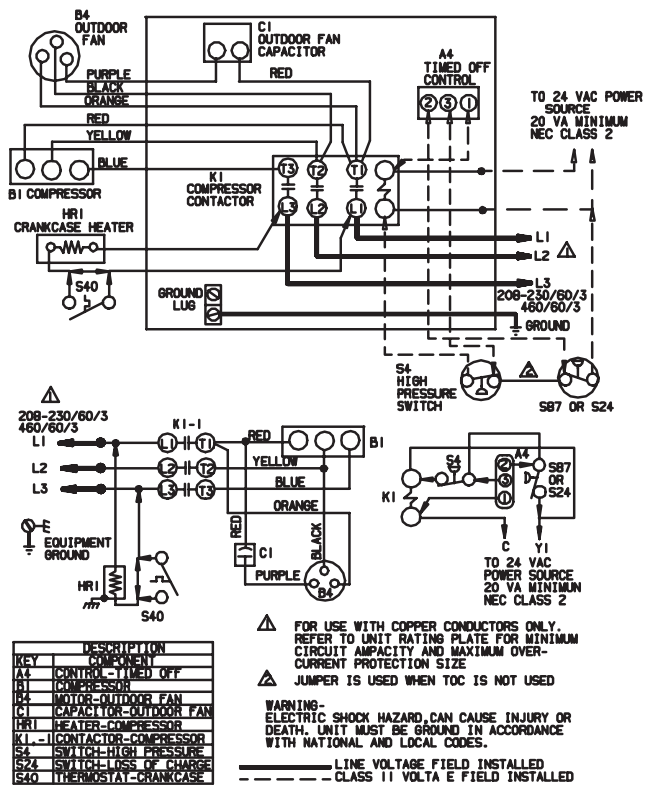 B4
OUTDOOR
FAN
C1
OUTDOOR FAN
CAPACITOR
A4
TIMED OFF
CONTROL
2 3 1
PURPLE
RED
BLACK
ORANGE
RED
YELLOW
BLUE
B1 COMPRESSOR
K1
COMPRESSOR
CONTACTOR
T3 T2 T1
L3 L2 L1
TO 24 VAC POWER
SOURCE
20 VA MINIMUM
NEC CLASS 2
HR1
CRANKCASE HEATER
S40
GROUND
LUG
L1
L2
1
L3
208-230/60/3
460/60/3
GROUND
S4
HIGH
PRESSURE
SWITCH
2
S87 OR S24
1
208-230/60/3
460/60/3
L1
L2
L3
K1-1
L1 T1
L2 T2
L3 T3
RED
YELLOW
BLUE
ORANGE
B1
RED
BLACK
C1
PURPLE
B4
EQUIPMENT
GROUND
HR1
S40
K1
S4
A4
2
3
1
S87
OR
S24
C Y1
TO 24 VAC
POWER SOURCE
20 VA MINIMUN
NEC CLASS 2
1 FOR USE WITH COPPER CONDUCTORS ONLY.
REFER TO UNIT RATING PLATE FOR MINIMUM
CIRCUIT AMPACITY AND MAXIMUM OVER-
CURRENT PROTECTION SIZE
2 JUMPER IS USED WHEN TOC IS NOT USED
WARNING-
ELECTRIC SHOCK HAZARD,CAN CAUSE INJURY OR
DEATH. UNIT MUST BE GROUND IN ACCORDANCE
WITH NATIONAL AND LOCAL CODES.
LINE VOLTAGE FIELD INSTALLED
CLASS II VOLTA E FIELD INSTALLED
DESCRIPTION
KEY COMPONENT
A4 CONTROL-TIMED OFF
B1 COMPRESSOR
B4 MOTOR-OUTDOOR FAN
C1 CAPACITOR-OUTDOOR FAN
HR1 HEATER-COMPRESSOR
K1,-1 CONTACTOR-COMPRESSOR
S4 SWITCH-HIGH PRESSURE
S24 SWITCH-LOSS OF CHARGE
S40 THERMOSTAT-CRANKCASE